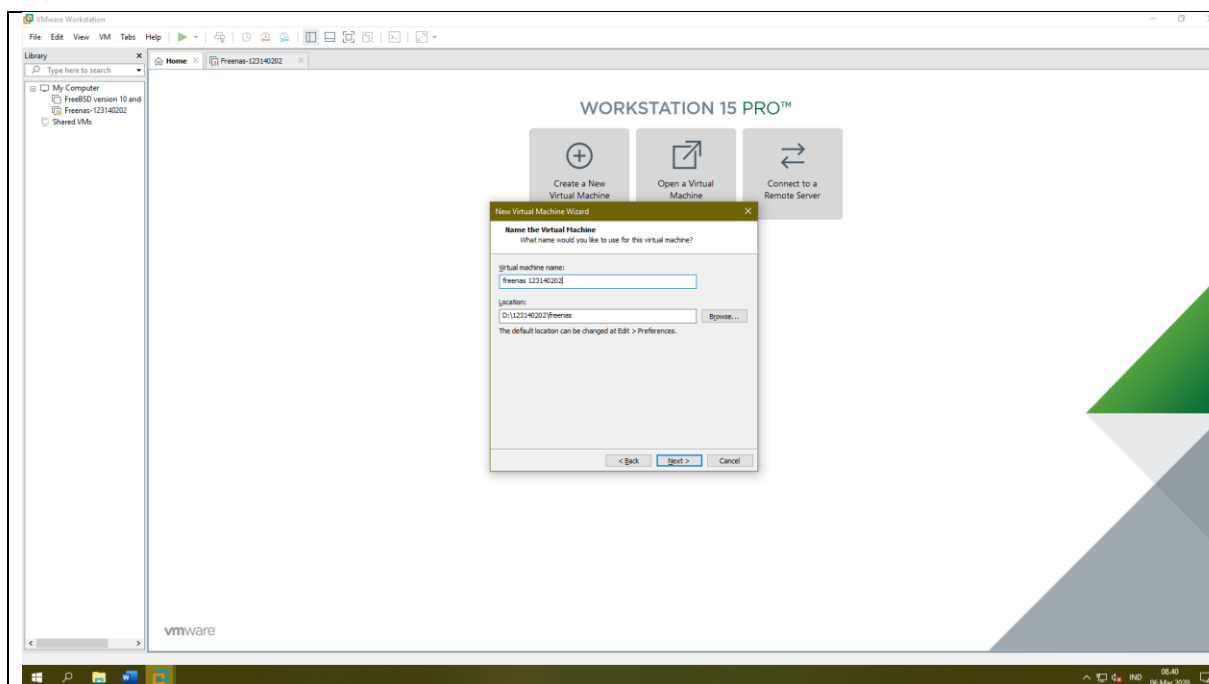 VMware Workstation
File Edit View VM Tabs Help
Library
Type here to search
Home
Freenas-123140202
My Computer
FreeBSD version 10 and
Freenas-123140202
Shared VMs
WORKSTATION 15 PRO™
Create a New
Virtual Machine
Open a Virtual
Machine
Connect to a
Remote Server
New Virtual Machine Wizard
Name the Virtual Machine
What name would you like to use for this virtual machine?
Virtual machine name:
freenas 123140202
Location:
D:\123140202\freenas
Browse...
The default location can be changed at Edit > Preferences.
< Back
Next >
Cancel
vmware
IND
08.40
06 Mar 2020